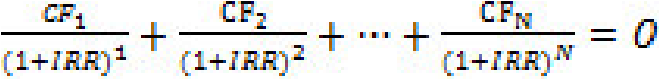 CF₁/(1+IRR)¹ + CF₂/(1+IRR)² + ⋯ + CF_N/(1+IRR)^N = 0